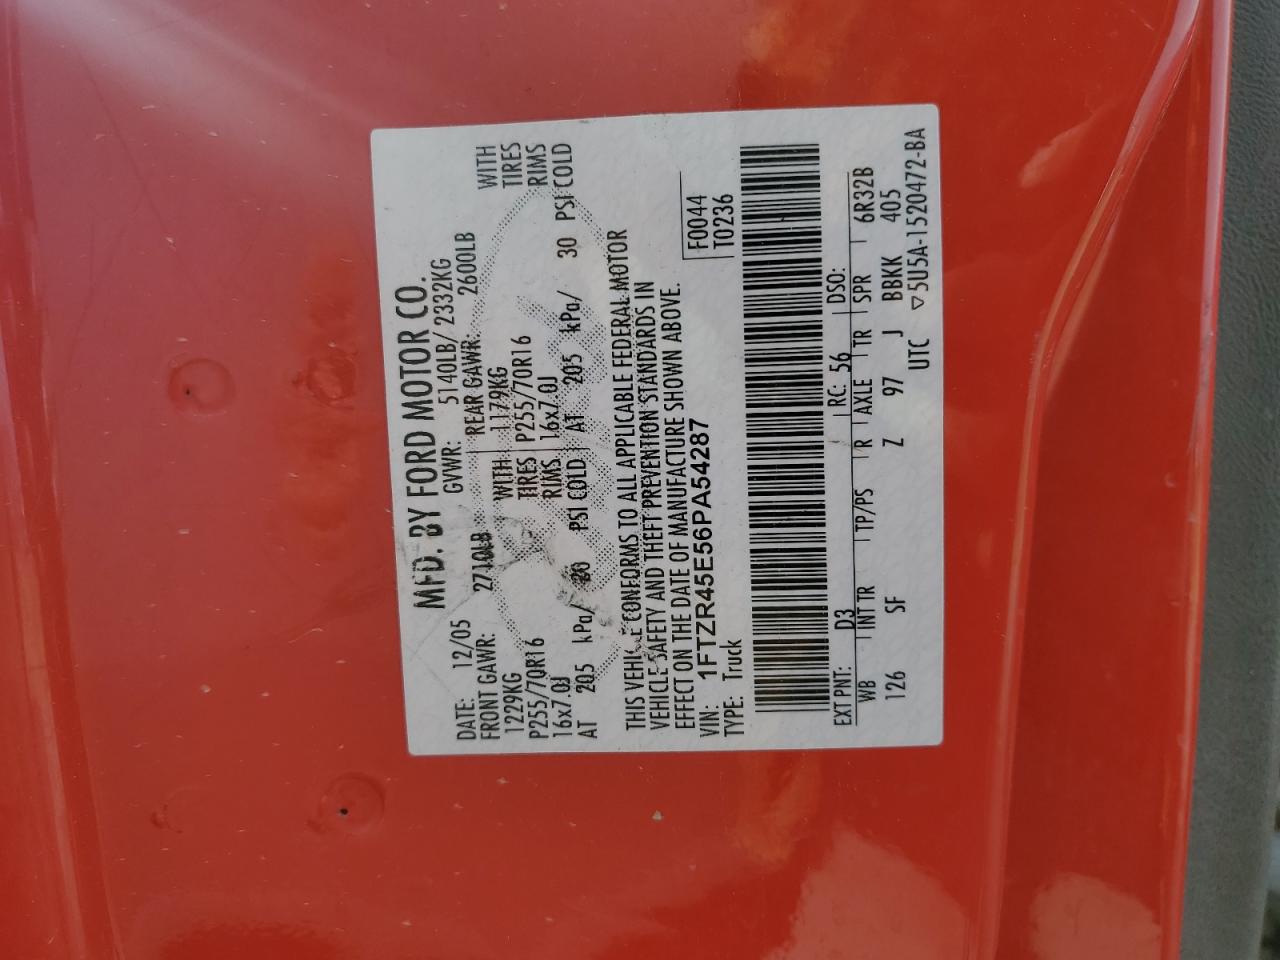 MFD. BY FORD MOTOR CO.
DATE: 12/05 GVWR: 5140LB/ 2332KG
FRONT GAWR: 2710LB REAR GAWR: 2600LB
1229KG WITH 1179KG WITH
P255/70R16 TIRES P255/70R16 TIRES
16x7.0J RIMS 16x7.0J RIMS
AT 205 kPa/ PSI COLD AT 205 kPa/ 30 PSI COLD
THIS VEHICLE CONFORMS TO ALL APPLICABLE FEDERAL MOTOR
VEHICLE SAFETY AND THEFT PREVENTION STANDARDS IN
EFFECT ON THE DATE OF MANUFACTURE SHOWN ABOVE.
VIN: 1FTZR45E56PA54287 F0044
TYPE: Truck T0236
EXT PNT: D3 RC: 56 DSO:
WB INT TR TP/PS R AXLE TR SPR 6R32B
126 SF Z 97 J BBKK 405
UTC ▽5U5A-1520472-BA